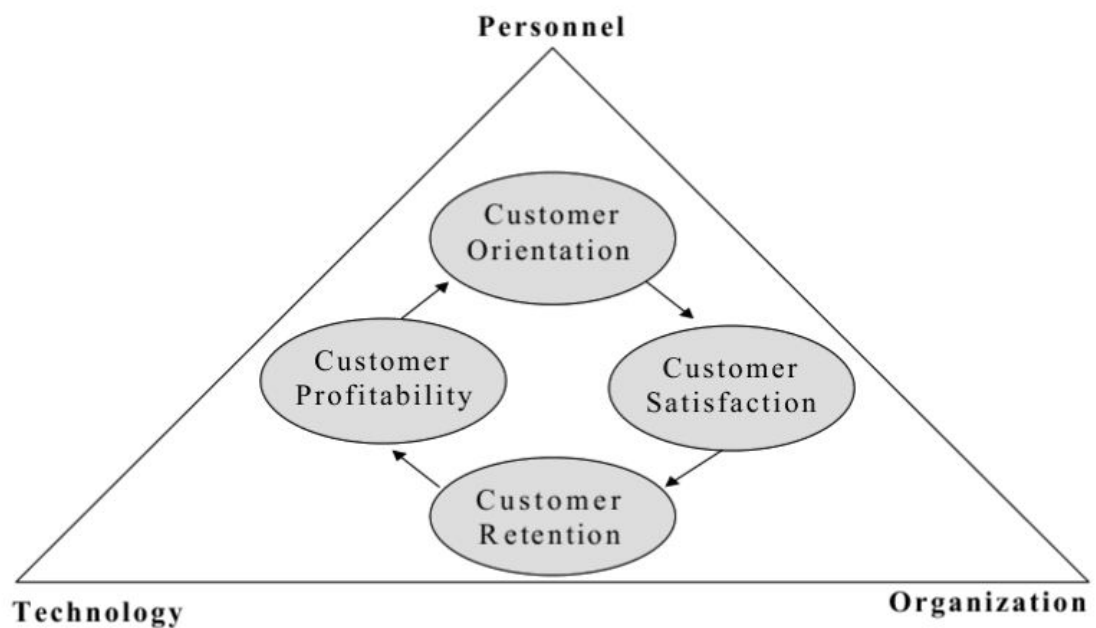 Personnel
Customer
Orientation
Customer
Profitability
Customer
Satisfaction
Customer
Retention
Technology
Organization